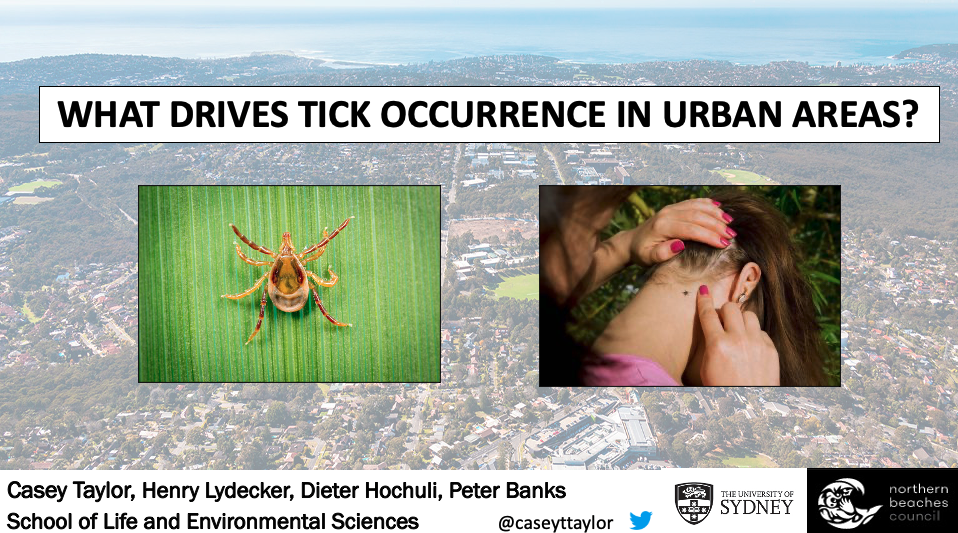 WHAT DRIVES TICK OCCURRENCE IN URBAN AREAS?
Casey Taylor, Henry Lydecker, Dieter Hochuli, Peter Banks
School of Life and Environmental Sciences
@caseyttaylor
THE UNIVERSITY OF
SYDNEY
northern
beaches
council